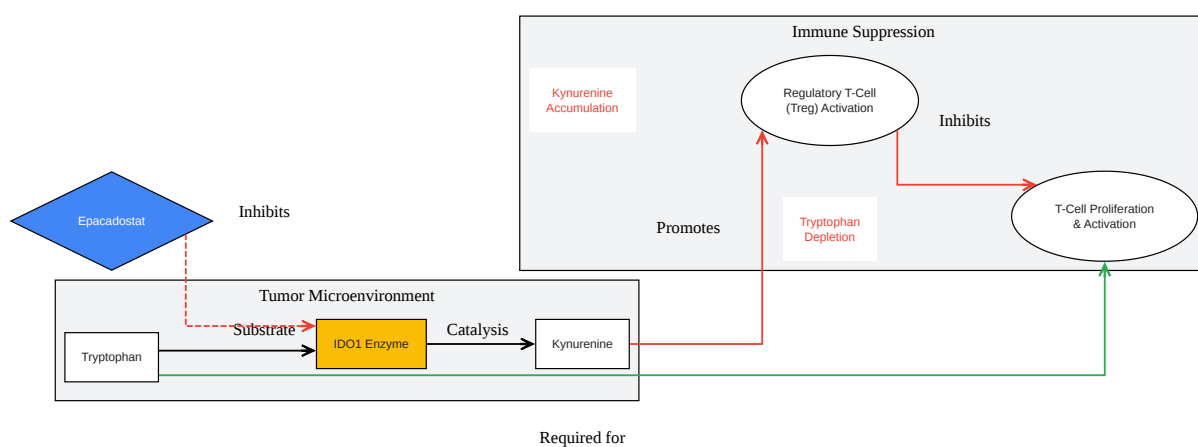 Immune Suppression
Kynurenine
Accumulation
Regulatory T-Cell
(Treg) Activation
Inhibits
Epacadostat
Inhibits
Promotes
Tryptophan
Depletion
T-Cell Proliferation
& Activation
Tumor Microenvironment
Substrate
Catalysis
Tryptophan
IDO1 Enzyme
Kynurenine
Required for